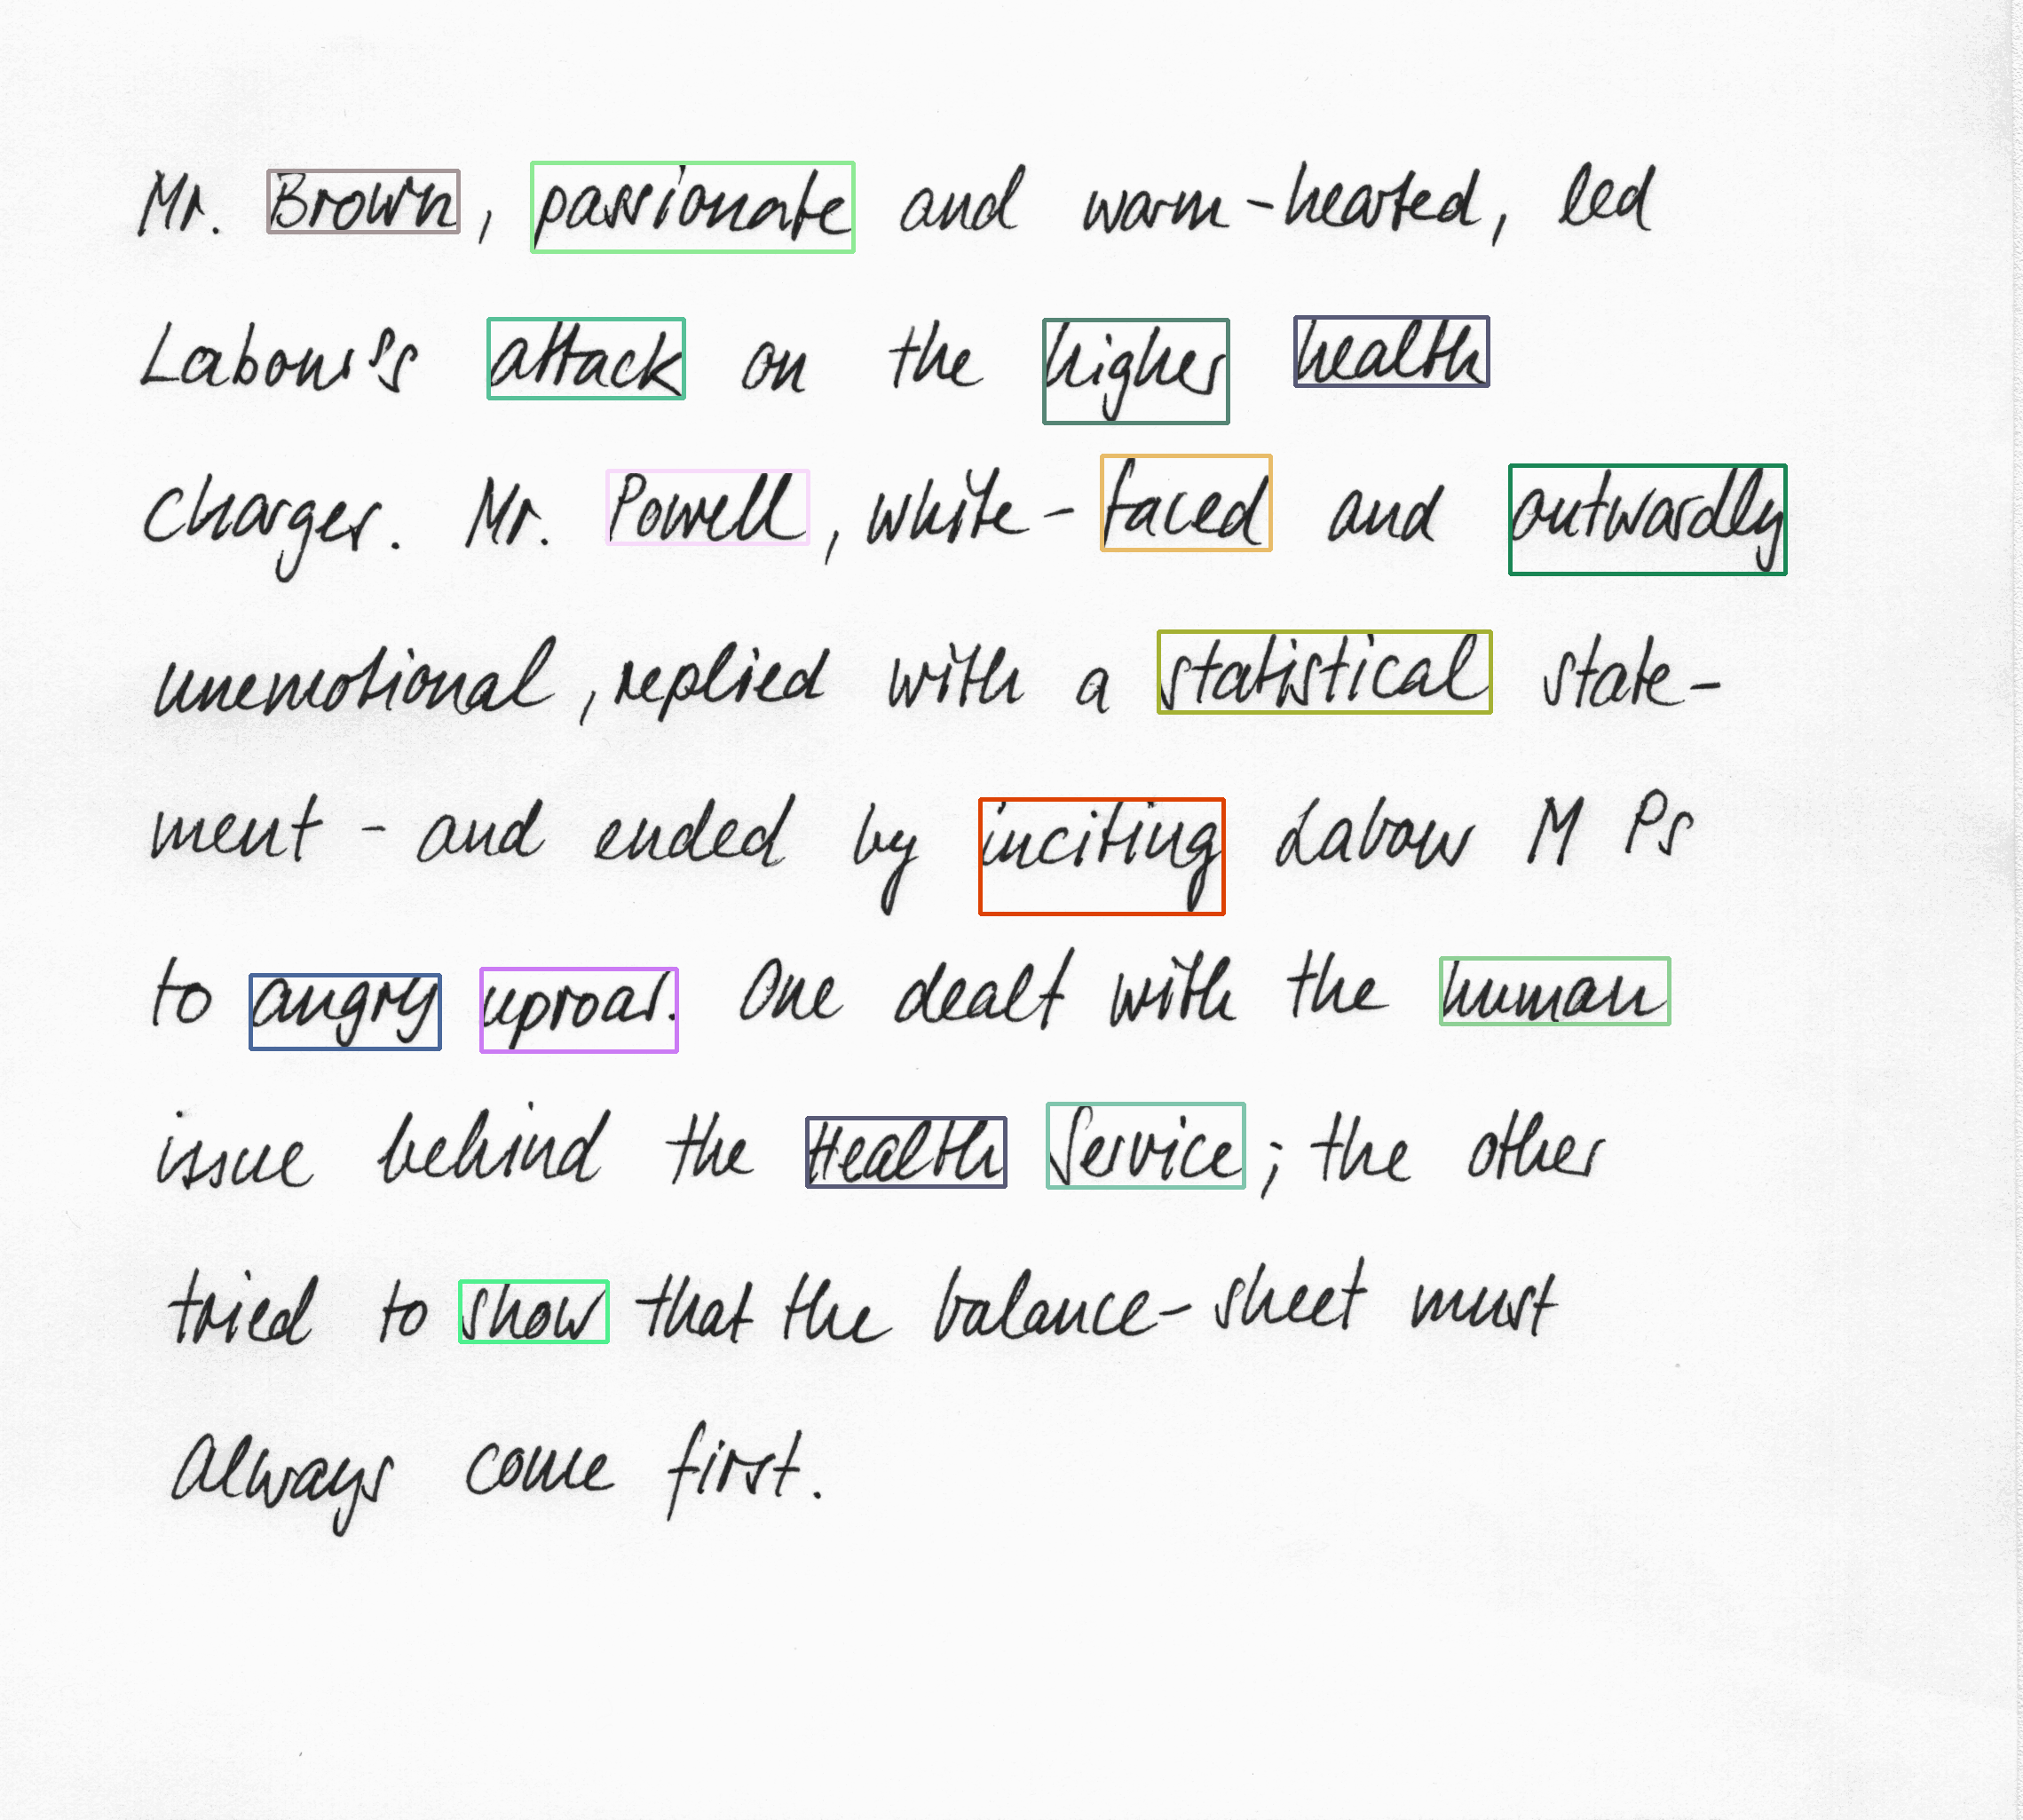 Mr. Brown, passionate and warm-hearted, led
Labour's attack on the higher health
charges. Mr. Powell, white-faced and outwardly
unemotional, replied with a statistical state-
ment - and ended by inciting Labour M Ps
to angry uproar. One dealt with the human
issue behind the Health Service; the other
tried to show that the balance-sheet must
always come first.